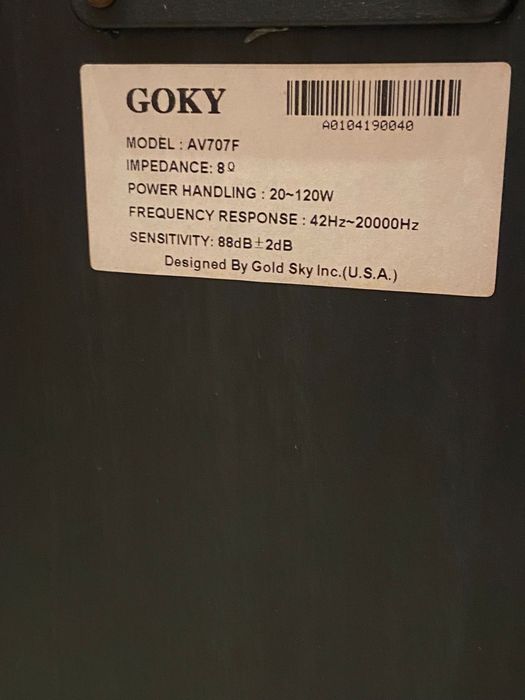 GOKY
A0104190040
MODEL : AV707F
IMPEDANCE: 8Ω
POWER HANDLING : 20~120W
FREQUENCY RESPONSE : 42Hz~20000Hz
SENSITIVITY: 88dB±2dB
Designed By Gold Sky Inc.(U.S.A.)